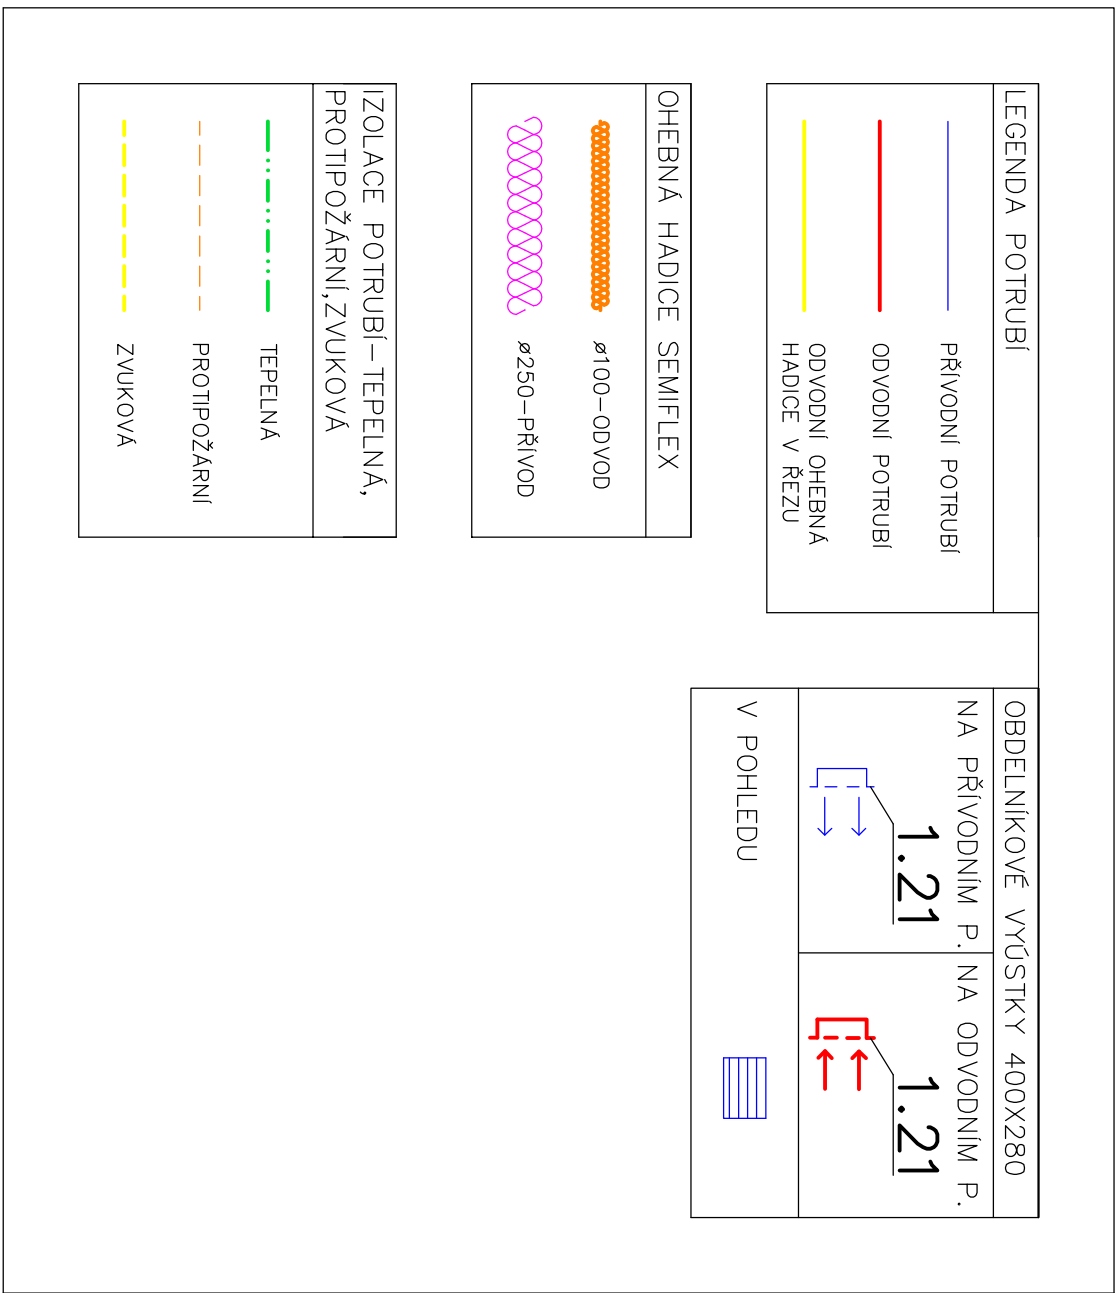 LEGENDA POTRUBÍ
PŘÍVODNÍ POTRUBÍ
ODVODNÍ POTRUBÍ
ODVODNÍ OHEBNÁ
HADICE V ŘEZU
OBDELNÍKOVÉ VYÚSTKY 400X280
NA PŘÍVODNÍM P.
1.21
NA ODVODNÍM P.
1.21
V POHLEDU
OHEBNÁ HADICE SEMIFLEX
ø100-ODVOD
ø250-PŘÍVOD
IZOLACE POTRUBÍ-TEPELNÁ,
PROTIPOŽÁRNÍ,ZVUKOVÁ
TEPELNÁ
PROTIPOŽÁRNÍ
ZVUKOVÁ